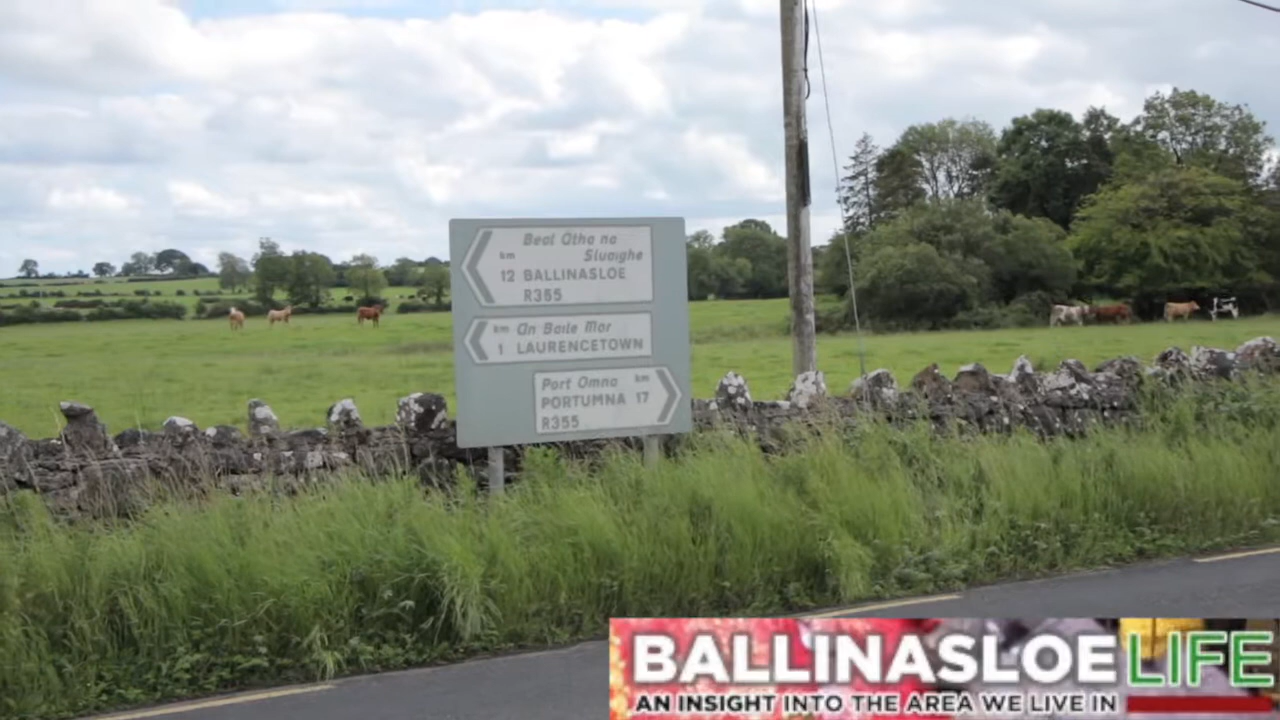 Beal Átha na
Sluaighe
km
12 BALLINASLOE
R355
km An Baile Mor
1 LAURENCETOWN
Port Omna km
PORTUMNA 17
R355
BALLINASLOE LIFE
AN INSIGHT INTO THE AREA WE LIVE IN